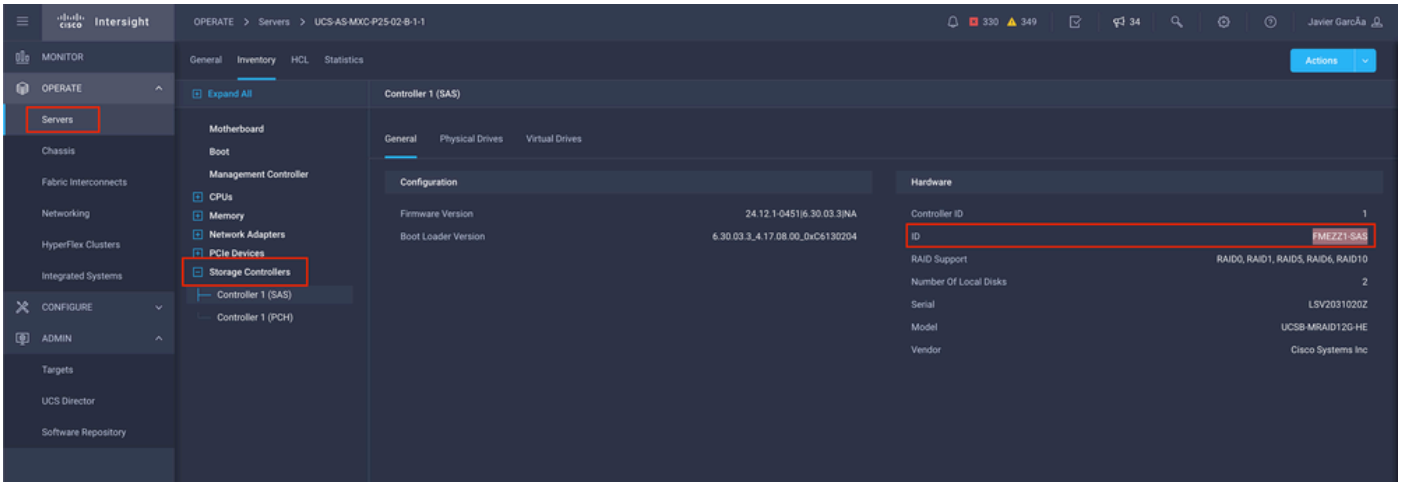 cisco Intersight
OPERATE > Servers > UCS-AS-MXC-P25-02-B-1-1
330 349
34
Javier GarcÃa
MONITOR
OPERATE
Servers
Chassis
Fabric Interconnects
Networking
HyperFlex Clusters
Integrated Systems
CONFIGURE
ADMIN
Targets
UCS Director
Software Repository
General Inventory HCL Statistics
Actions
Expand All
Motherboard
Boot
Management Controller
CPUs
Memory
Network Adapters
PCIe Devices
Storage Controllers
Controller 1 (SAS)
Controller 1 (PCH)
Controller 1 (SAS)
General Physical Drives Virtual Drives
Configuration
Firmware Version 24.12.1-0451|6.30.03.3|NA
Boot Loader Version 6.30.03.3_4.17.08.00_0xC6130204
Hardware
Controller ID 1
ID FMEZZ1-SAS
RAID Support RAID0, RAID1, RAID5, RAID6, RAID10
Number Of Local Disks 2
Serial LSV2031020Z
Model UCSB-MRAID12G-HE
Vendor Cisco Systems Inc